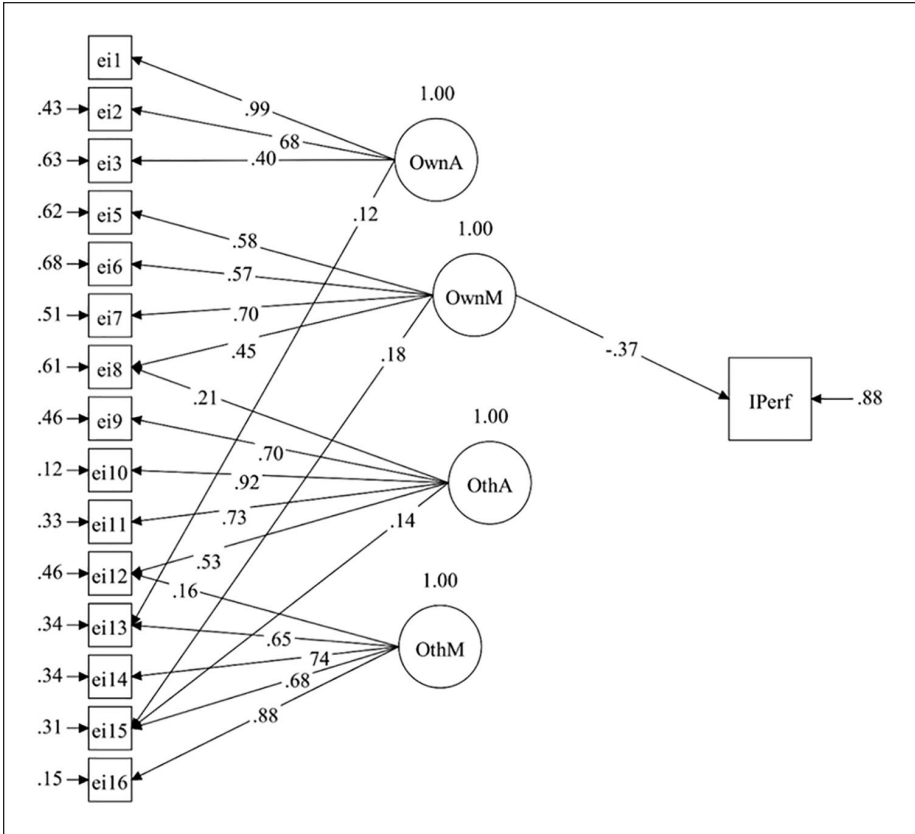 ei1
.99
1.00
.43 ei2
68
.63 ei3
.40
OwnA
.12
.62 ei5
1.00
.58
.68 ei6
.57
OwnM
.51 ei7
.70
.45
.18
-.37
.61 ei8
.21
IPerf
.88
.46 ei9
1.00
.70
.12 ei10
.92
OthA
.33 ei11
.73
.14
.53
.46 ei12
.16
1.00
.34 ei13
.65
OthM
74
.34 ei14
.68
.88
.31 ei15
.15 ei16